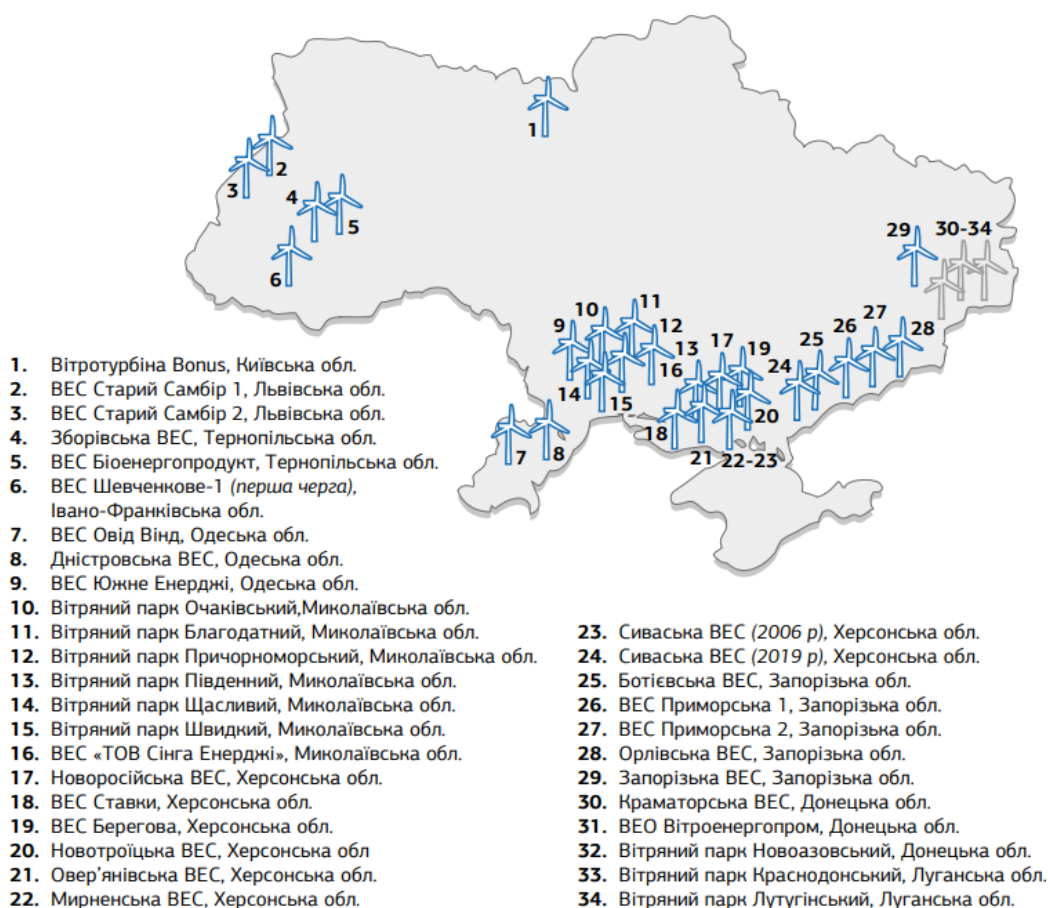 1
2
3
4
5
6
29
30-34
11
10
9
12
27
28
26
17
25
13
19
24
16
14
15
20
18
7
8
21
22-23
1. Вітротурбіна Bonus, Київська обл.
2. ВЕС Старий Самбір 1, Львівська обл.
3. ВЕС Старий Самбір 2, Львівська обл.
4. Зборівська ВЕС, Тернопільська обл.
5. ВЕС Біоенергопродукт, Тернопільська обл.
6. ВЕС Шевченкове-1 (перша черга),
Івано-Франківська обл.
7. ВЕС Овід Вінд, Одеська обл.
8. Дністровська ВЕС, Одеська обл.
9. ВЕС Южне Енерджі, Одеська обл.
10. Вітряний парк Очаківський,Миколаївська обл.
11. Вітряний парк Благодатний, Миколаївська обл.
12. Вітряний парк Причорноморський, Миколаївська обл.
13. Вітряний парк Південний, Миколаївська обл.
14. Вітряний парк Щасливий, Миколаївська обл.
15. Вітряний парк Швидкий, Миколаївська обл.
16. ВЕС «ТОВ Сінга Енерджі», Миколаївська обл.
17. Новоросійська ВЕС, Херсонська обл.
18. ВЕС Ставки, Херсонська обл.
19. ВЕС Берегова, Херсонська обл.
20. Новотроїцька ВЕС, Херсонська обл
21. Овер’янівська ВЕС, Херсонська обл.
22. Мирненська ВЕС, Херсонська обл.
23. Сиваська ВЕС (2006 р), Херсонська обл.
24. Сиваська ВЕС (2019 р), Херсонська обл.
25. Ботієвська ВЕС, Запорізька обл.
26. ВЕС Приморська 1, Запорізька обл.
27. ВЕС Приморська 2, Запорізька обл.
28. Орлівська ВЕС, Запорізька обл.
29. Запорізька ВЕС, Запорізька обл.
30. Краматорська ВЕС, Донецька обл.
31. ВЕО Вітроенергопром, Донецька обл.
32. Вітряний парк Новоазовський, Донецька обл.
33. Вітряний парк Краснодонський, Луганська обл.
34. Вітряний парк Лутугінський, Луганська обл.